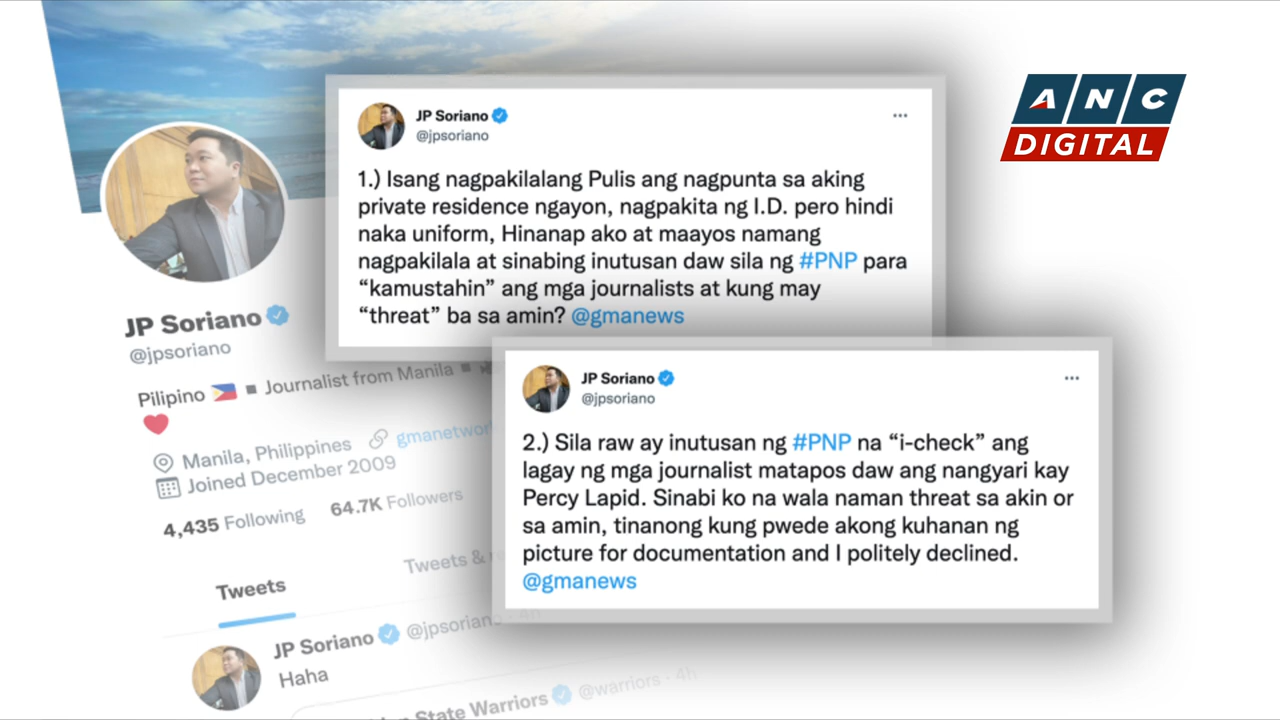 ANC
DIGITAL
JP Soriano
@jpsoriano
1.) Isang nagpakilalang Pulis ang nagpunta sa aking
private residence ngayon, nagpakita ng I.D. pero hindi
naka uniform, Hinanap ako at maayos namang
nagpakilala at sinabing inutusan daw sila ng #PNP para
“kamustahin” ang mga journalists at kung may
“threat” ba sa amin? @gmanews
JP Soriano
@jpsoriano
2.) Sila raw ay inutusan ng #PNP na “i-check” ang
lagay ng mga journalist matapos daw ang nangyari kay
Percy Lapid. Sinabi ko na wala naman threat sa akin or
sa amin, tinanong kung pwede akong kuhanan ng
picture for documentation and I politely declined.
@gmanews
JP Soriano
@jpsoriano
Pilipino 🇵🇭 ■ Journalist from Manila ■
Manila, Philippines
Joined December 2009
4,435 Following 64.7K Followers
Tweets Tweets &
JP Soriano @jpsoriano · 4h
Haha
State Warriors @warriors · 4h